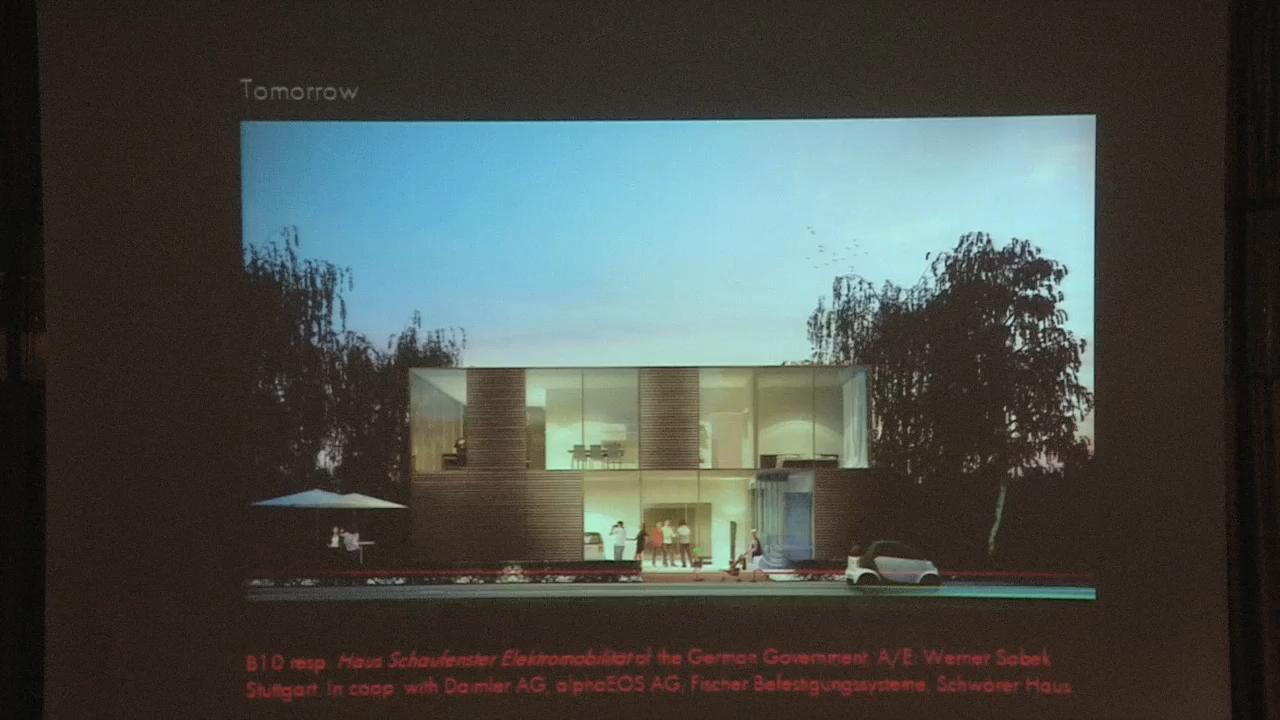 Tomorrow
B10 resp. Haus Schaufenster Elektromobilität of the German Government. A/E: Werner Sobek
Stuttgart. In coop. with Daimler AG, alphaEOS AG, Fischer Befestigungssysteme, Schwörer Haus